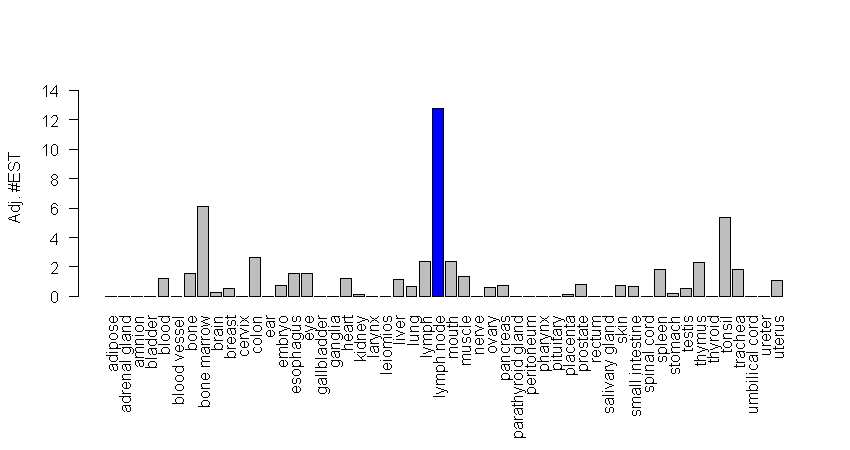 Adj. #EST
14
12
10
8
6
4
2
0
adipose
adrenal gland
amnion
bladder
blood
blood vessel
bone
bone marrow
brain
breast
cervix
colon
ear
embryo
esophagus
eye
gallbladder
ganglia
heart
kidney
larynx
leiomios
liver
lung
lymph
lymph node
mouth
muscle
nerve
ovary
pancreas
parathyroid gland
peritoneum
pharynx
pituitary
placenta
prostate
rectum
salivary gland
skin
small intestine
spinal cord
spleen
stomach
testis
thymus
thyroid
tonsil
trachea
umbilical cord
ureter
uterus